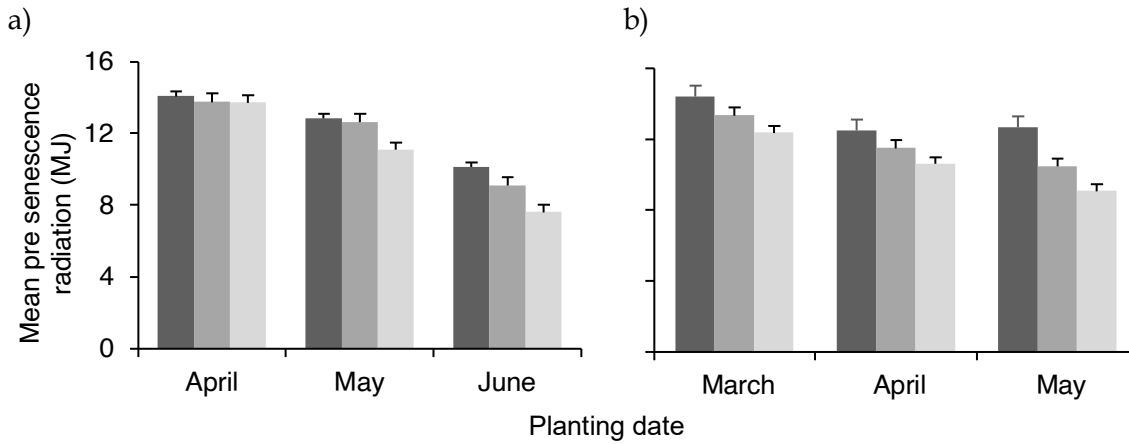 a)
b)
Mean pre senescence
radiation (MJ)
16
12
8
4
0
April May June
March April May
Planting date